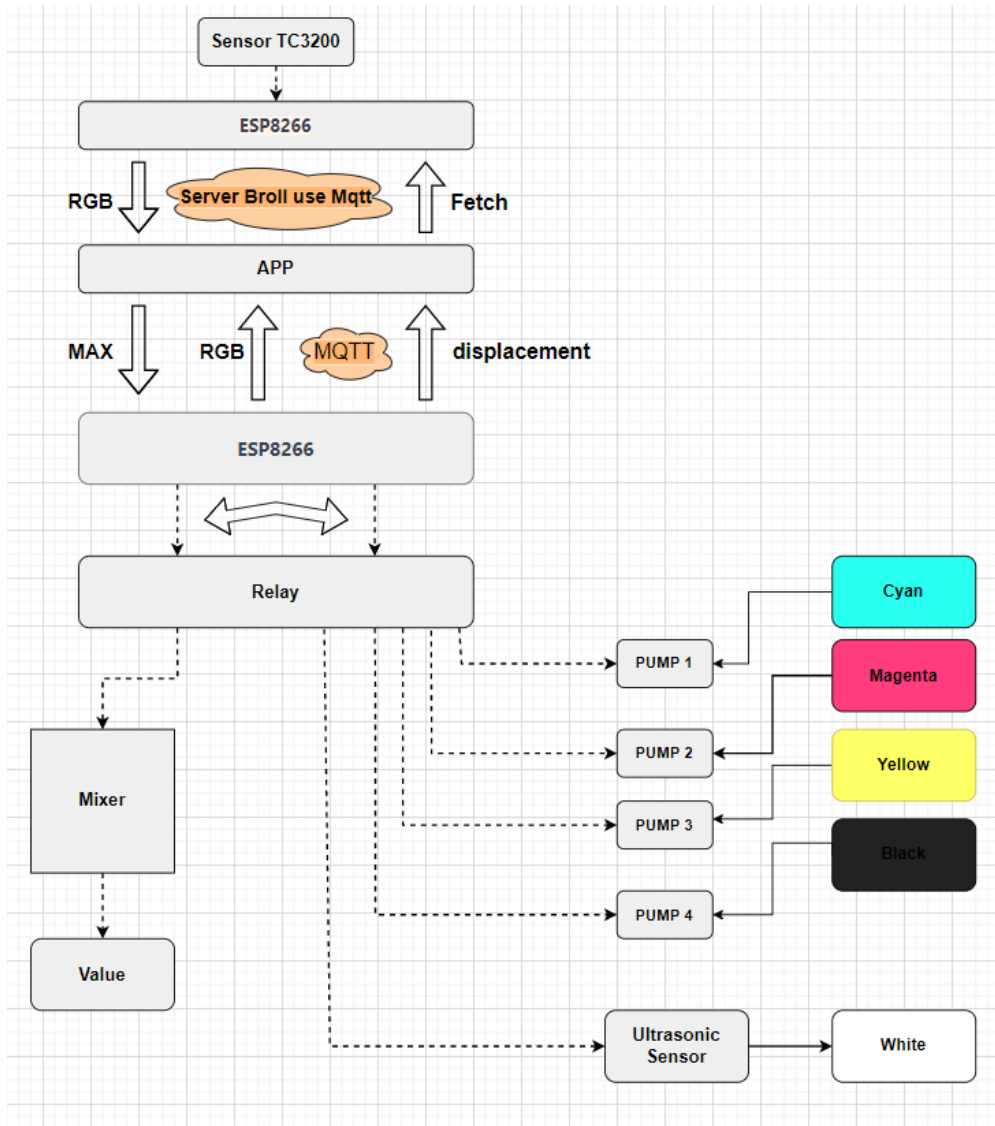 Sensor TC3200
ESP8266
RGB
Server Broll use Mqtt
Fetch
APP
MAX
RGB
MQTT
displacement
ESP8266
Relay
Cyan
PUMP 1
Magenta
PUMP 2
Yellow
Mixer
PUMP 3
Black
PUMP 4
Value
Ultrasonic
Sensor
White